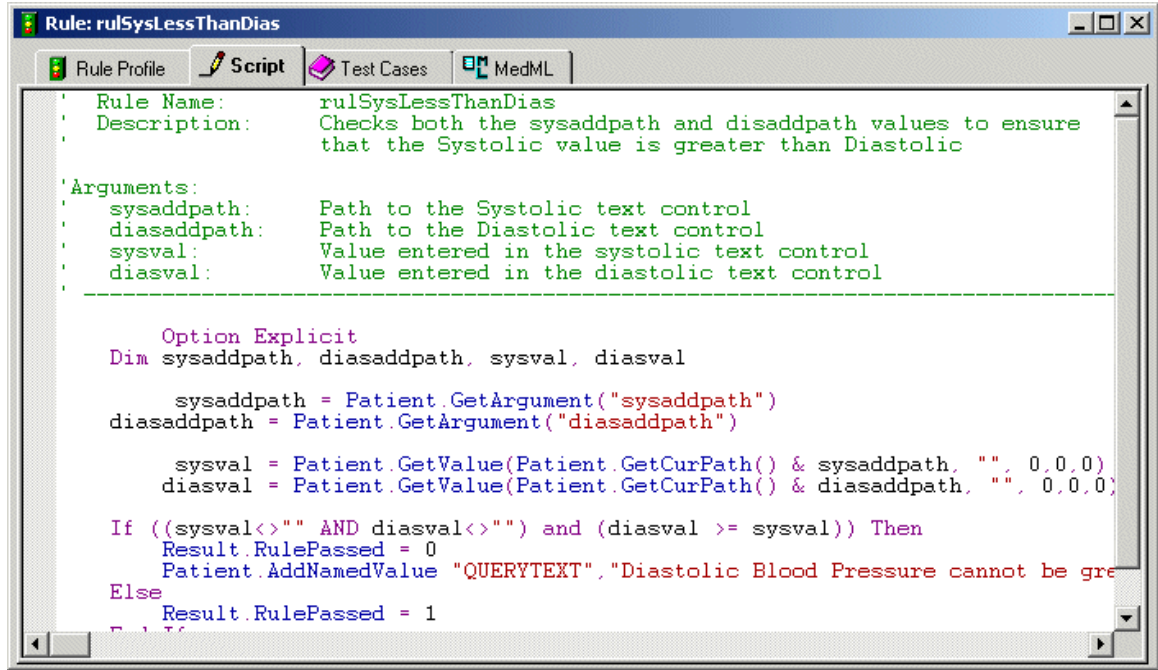 Rule: rulSysLessThanDias
Rule Profile Script Test Cases MedML
' Rule Name: rulSysLessThanDias
' Description: Checks both the sysaddpath and disaddpath values to ensure
' that the Systolic value is greater than Diastolic
'Arguments:
' sysaddpath: Path to the Systolic text control
' diasaddpath: Path to the Diastolic text control
' sysval: Value entered in the systolic text control
' diasval: Value entered in the diastolic text control
' ------------------------------------------------------------------------------
Option Explicit
Dim sysaddpath, diasaddpath, sysval, diasval
sysaddpath = Patient.GetArgument("sysaddpath")
diasaddpath = Patient.GetArgument("diasaddpath")
sysval = Patient.GetValue(Patient.GetCurPath() & sysaddpath, "", 0,0,0)
diasval = Patient.GetValue(Patient.GetCurPath() & diasaddpath, "", 0,0,0)
If ((sysval<>"" AND diasval<>"") and (diasval >= sysval)) Then
Result.RulePassed = 0
Patient.AddNamedValue "QUERYTEXT","Diastolic Blood Pressure cannot be gre
Else
Result.RulePassed = 1